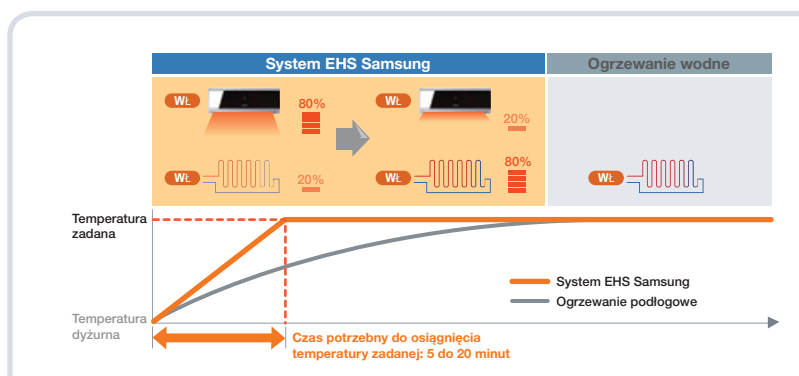 System EHS Samsung
Ogrzewanie wodne
WŁ
80%
WŁ
20%
WŁ
20%
WŁ
80%
WŁ
Temperatura
zadana
System EHS Samsung
Ogrzewanie podłogowe
Temperatura
dyżurna
Czas potrzebny do osiągnięcia
temperatury zadanej: 5 do 20 minut